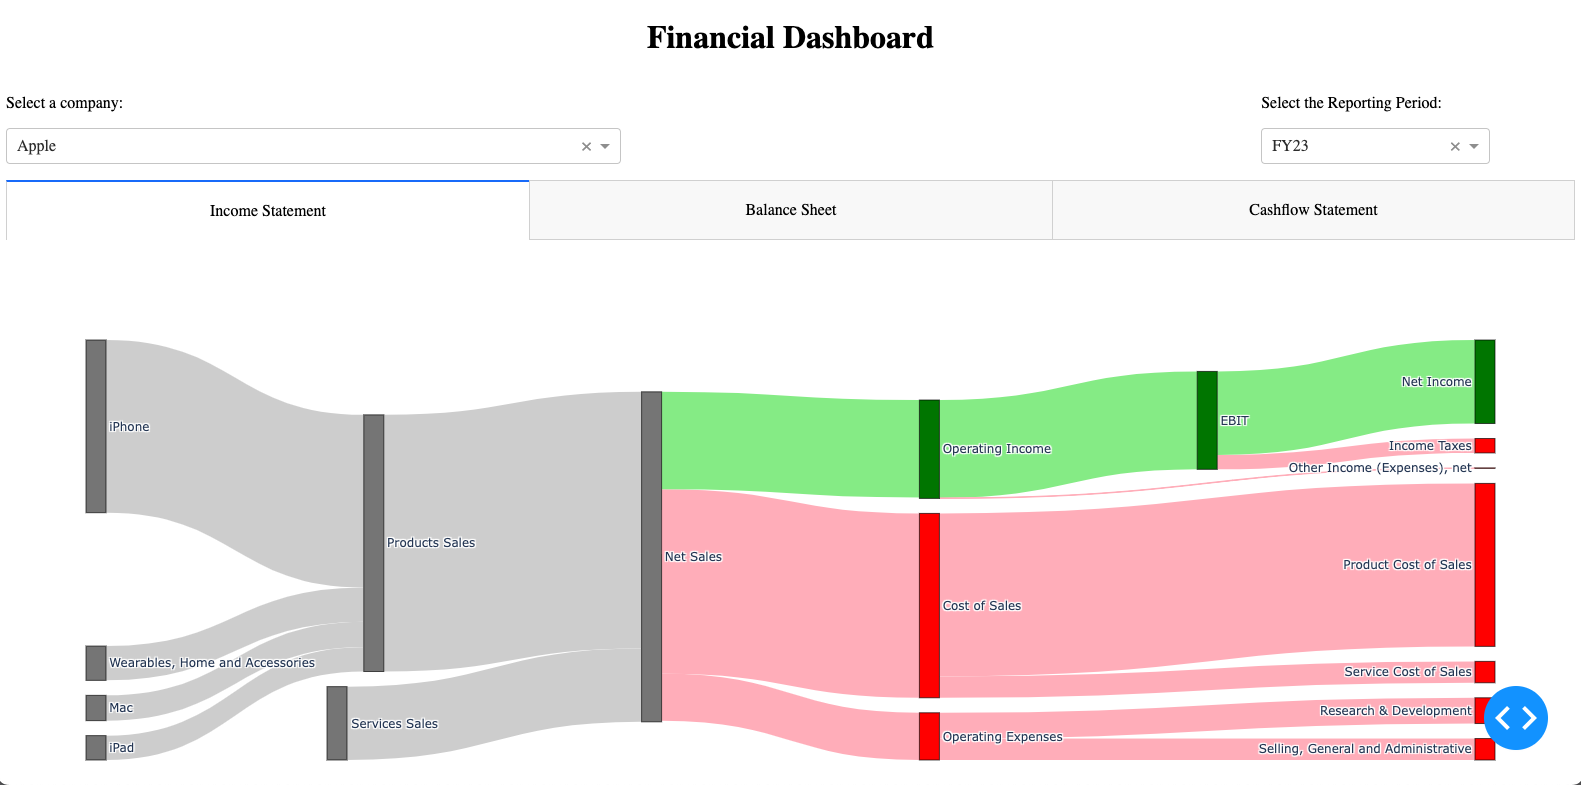 Financial Dashboard
Select a company:
Select the Reporting Period:
Apple
FY23
Income Statement
Balance Sheet
Cashflow Statement
Net Income
EBIT
iPhone
Income Taxes
Operating Income
Other Income (Expenses), net
Products Sales
Net Sales
Product Cost of Sales
Cost of Sales
Wearables, Home and Accessories
Service Cost of Sales
Mac
Research & Development
Services Sales
Operating Expenses
iPad
Selling, General and Administrative